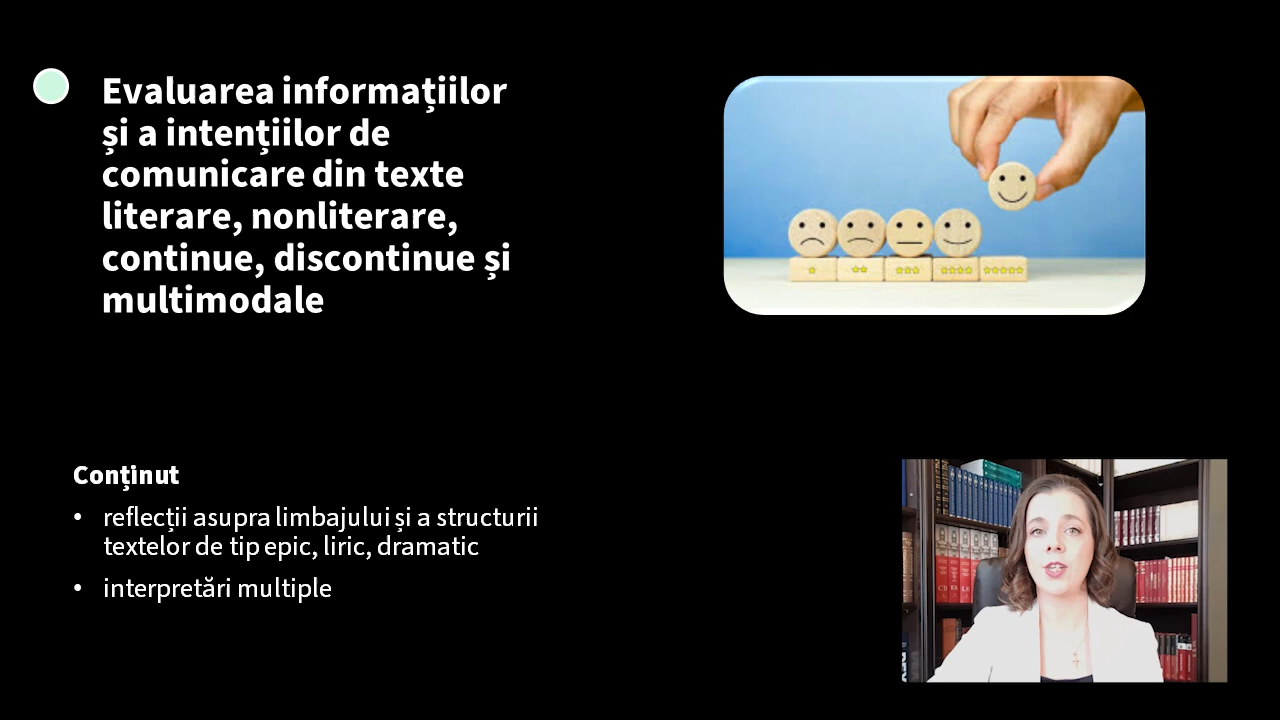 Evaluarea informațiilor
și a intențiilor de
comunicare din texte
literare, nonliterare,
continue, discontinue și
multimodale
Conținut
• reflecții asupra limbajului și a structurii
textelor de tip epic, liric, dramatic
• interpretări multiple